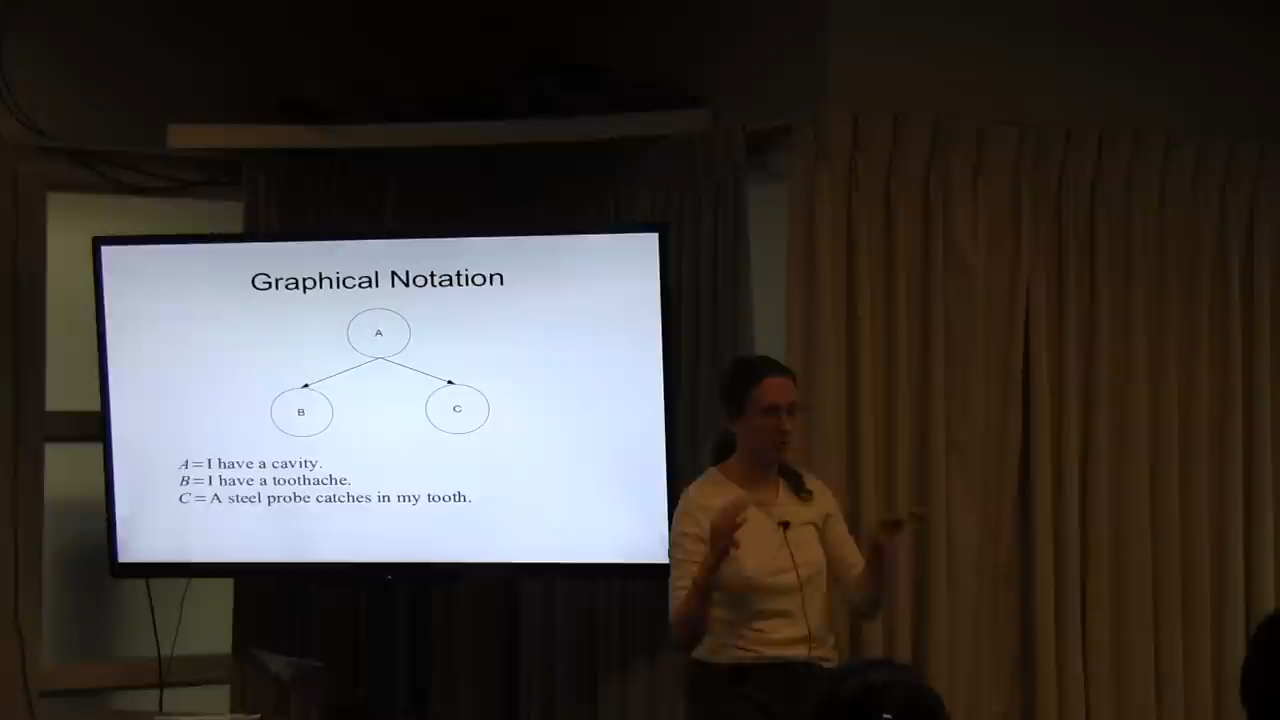 Graphical Notation
A
B
C
A=I have a cavity.
B=I have a toothache.
C=A steel probe catches in my tooth.